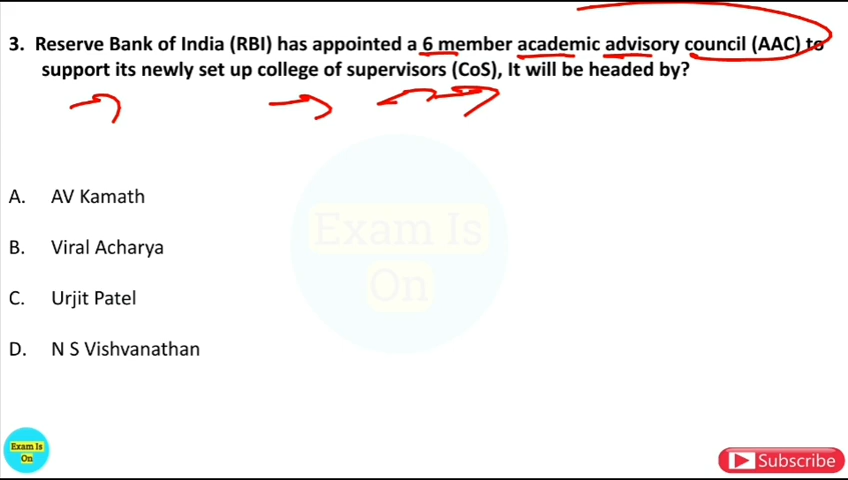 3. Reserve Bank of India (RBI) has appointed a 6 member academic advisory council (AAC) to
support its newly set up college of supervisors (CoS), It will be headed by?
A. AV Kamath
B. Viral Acharya
Exam Is
On
C. Urjit Patel
D. N S Vishvanathan
Exam Is
On
Subscribe